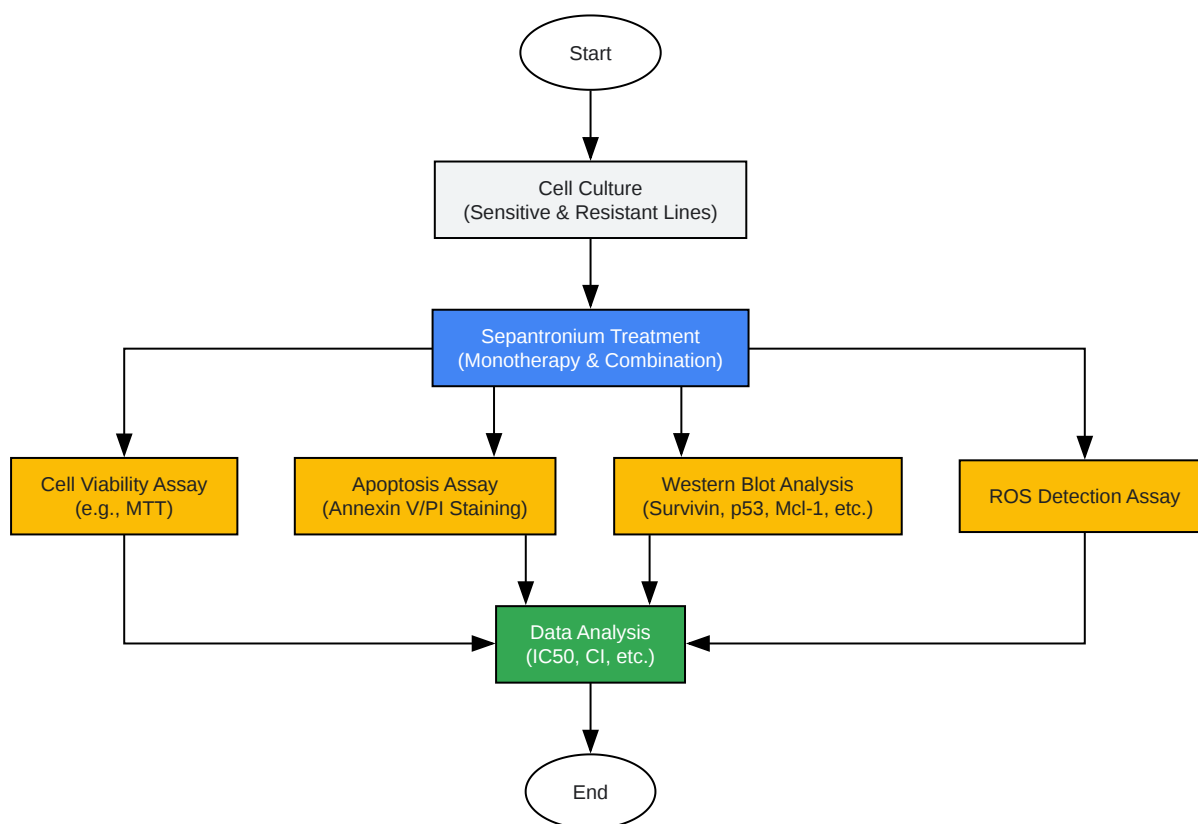 Start
Cell Culture
(Sensitive & Resistant Lines)
Sepantronium Treatment
(Monotherapy & Combination)
Cell Viability Assay
(e.g., MTT)
Apoptosis Assay
(Annexin V/PI Staining)
Western Blot Analysis
(Survivin, p53, Mcl-1, etc.)
ROS Detection Assay
Data Analysis
(IC50, CI, etc.)
End